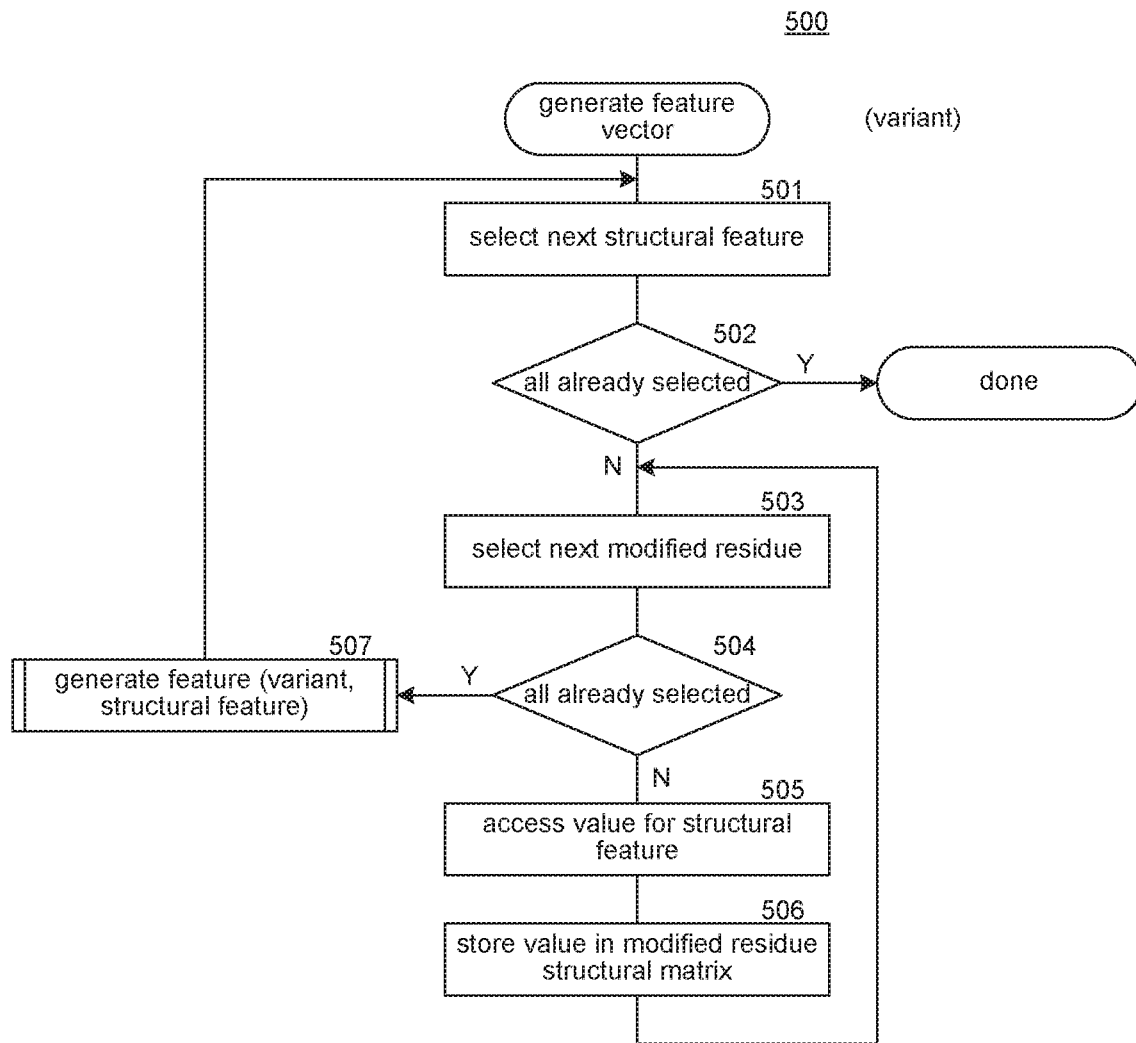 500
generate feature
vector
(variant)
501
select next structural feature
502
all already selected
Y
done
N
503
select next modified residue
504
all already selected
Y
507
generate feature (variant,
structural feature)
N
505
access value for structural
feature
506
store value in modified residue
structural matrix